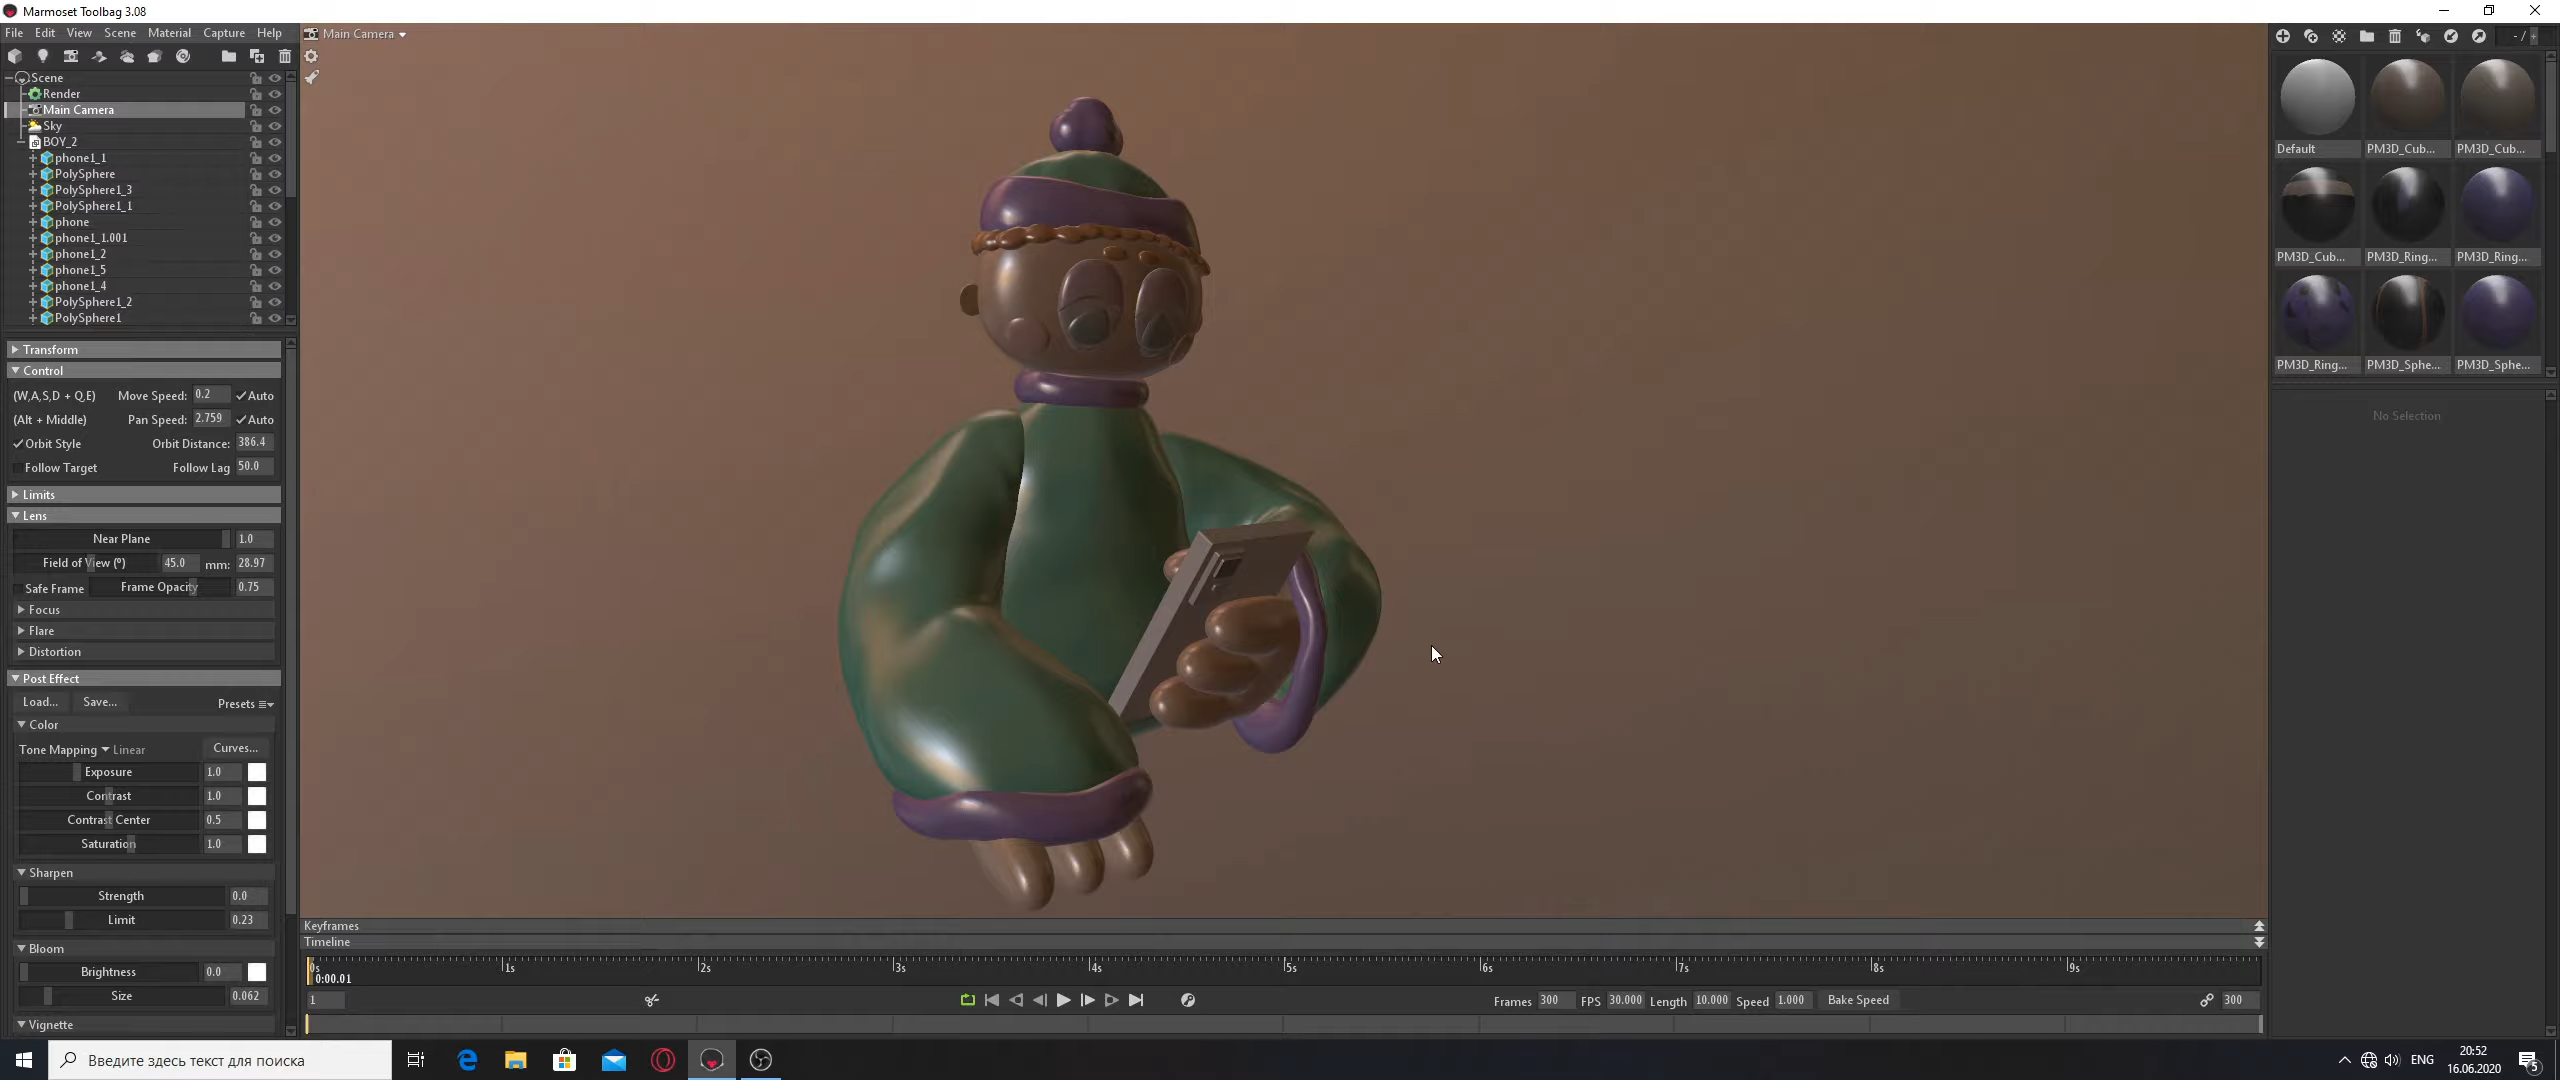 Marmoset Toolbag 3.08
File Edit View Scene Material Capture Help
Main Camera
Scene
Render
Main Camera
Sky
BOY_2
phone1_1
PolySphere
PolySphere1_3
PolySphere1_1
phone
phone1_1.001
phone1_2
phone1_5
phone1_4
PolySphere1_2
PolySphere1
Transform
Control
(W,A,S,D + Q,E) Move Speed: 0.2 Auto
(Alt + Middle) Pan Speed: 2.759 Auto
Orbit Style Orbit Distance: 386.4
Follow Target Follow Lag 50.0
Limits
Lens
Near Plane 1.0
Field of View (º) 45.0 mm: 28.97
Safe Frame Frame Opacity 0.75
Focus
Flare
Distortion
Post Effect
Load... Save... Presets
Color
Tone Mapping Linear Curves...
Exposure 1.0
Contrast 1.0
Contrast Center 0.5
Saturation 1.0
Sharpen
Strength 0.0
Limit 0.23
Bloom
Brightness 0.0
Size 0.062
Vignette
Default PM3D_Cub... PM3D_Cub...
PM3D_Cub... PM3D_Ring... PM3D_Ring...
PM3D_Ring... PM3D_Sphe... PM3D_Sphe...
No Selection
Keyframes
Timeline
0s 1s 2s 3s 4s 5s 6s 7s 8s 9s
0:00.01
1 Frames 300 FPS 30.000 Length 10.000 Speed 1.000 Bake Speed 300
Введите здесь текст для поиска
ENG
20:52
16.06.2020
5